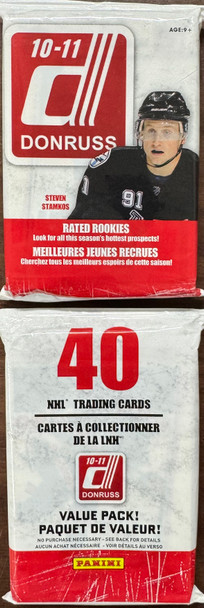 AGE:9+
10-11
d
DONRUSS
91
STEVEN
STAMKOS
RATED ROOKIES
Look for all this season's hottest prospects!
MEILLEURES JEUNES RECRUES
Cherchez tous les meilleurs espoirs de cette saison!
40
NHL® TRADING CARDS
CARTES À COLLECTIONNER
DE LA LNH™
10-11
d
DONRUSS
VALUE PACK!
PAQUET DE VALEUR!
NO PURCHASE NECESSARY - SEE BACK FOR DETAILS
AUCUN ACHAT NÉCESSAIRE - VOIR DÉTAILS AU VERSO
PANINI